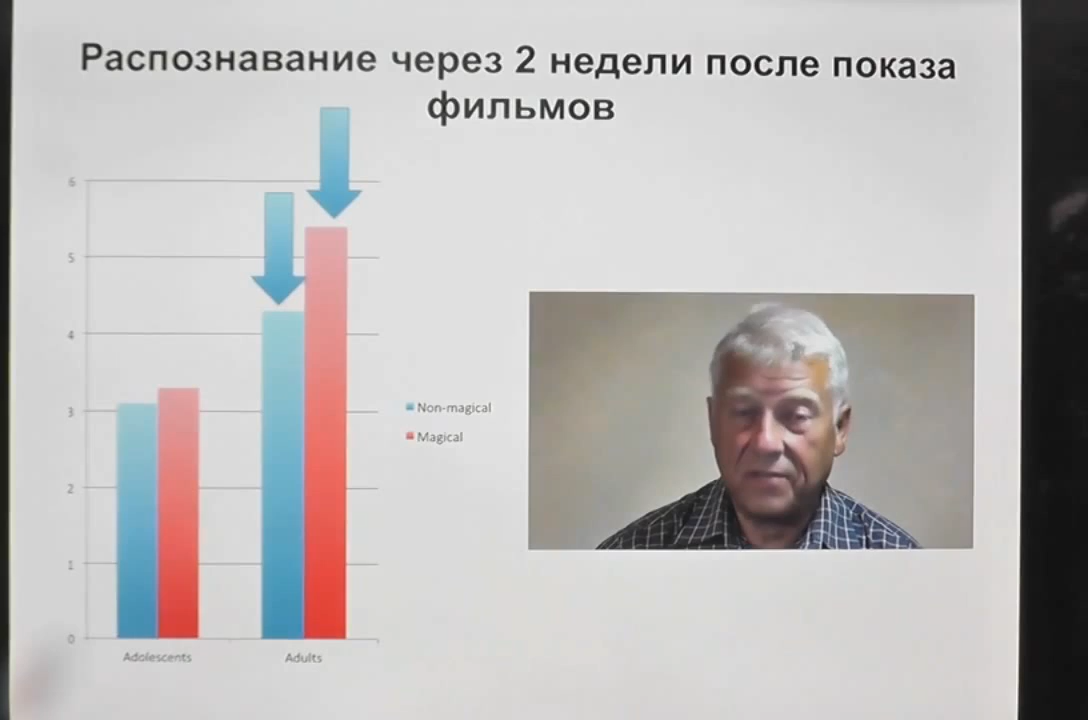 Распознавание через 2 недели после показа
фильмов
6
5
4
3
2
1
0
Non-magical
Magical
Adolescents
Adults